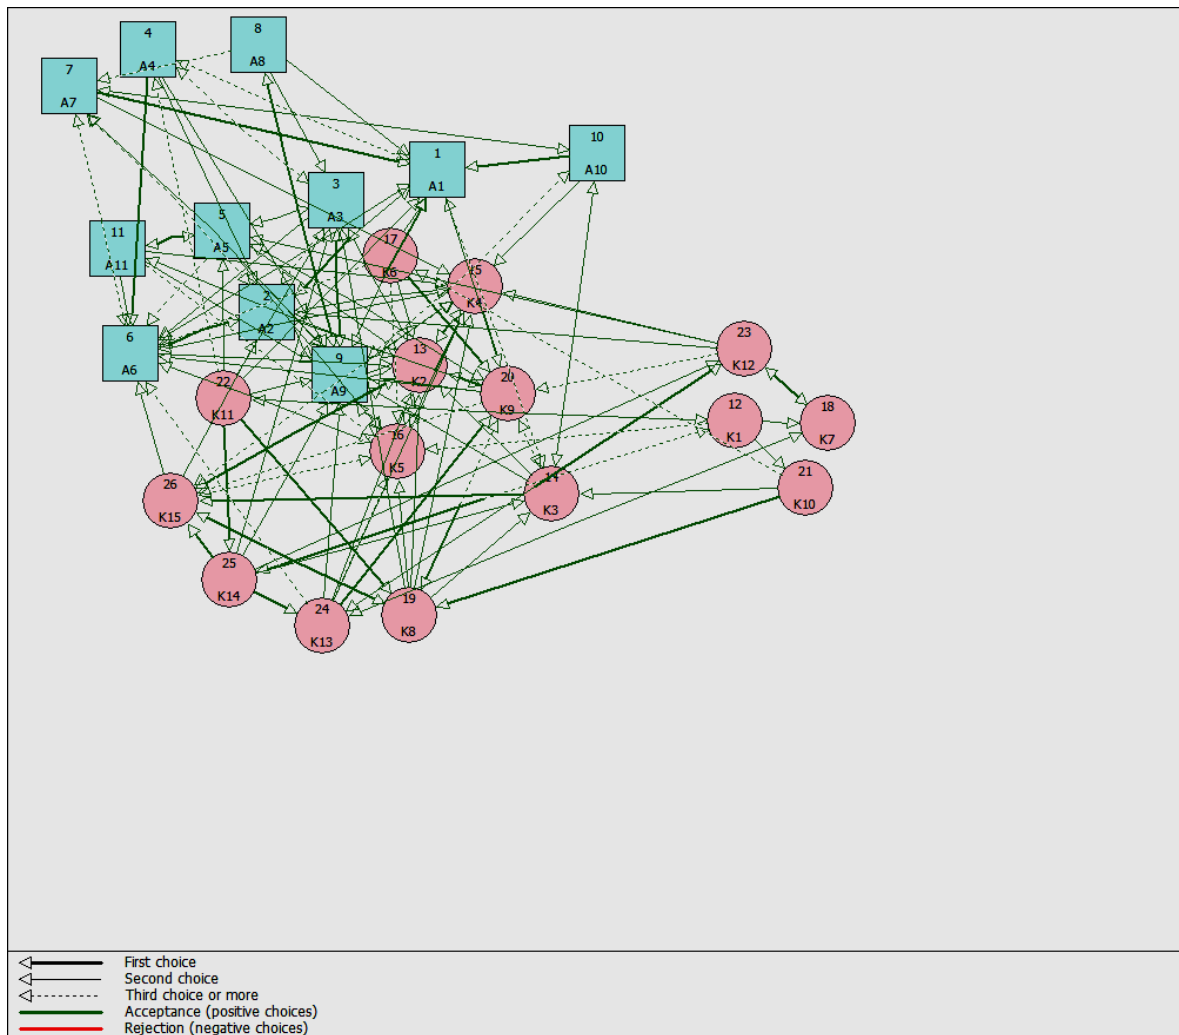 4
A4
8
A8
7
A7
10
A10
1
A1
3
A3
5
A5
11
A11
17
K6
15
K4
2
A2
6
A6
13
K2
9
A9
23
K12
22
K11
20
K9
12
K1
18
K7
16
K5
14
K3
21
K10
26
K15
25
K14
24
K13
19
K8
First choice
Second choice
Third choice or more
Acceptance (positive choices)
Rejection (negative choices)